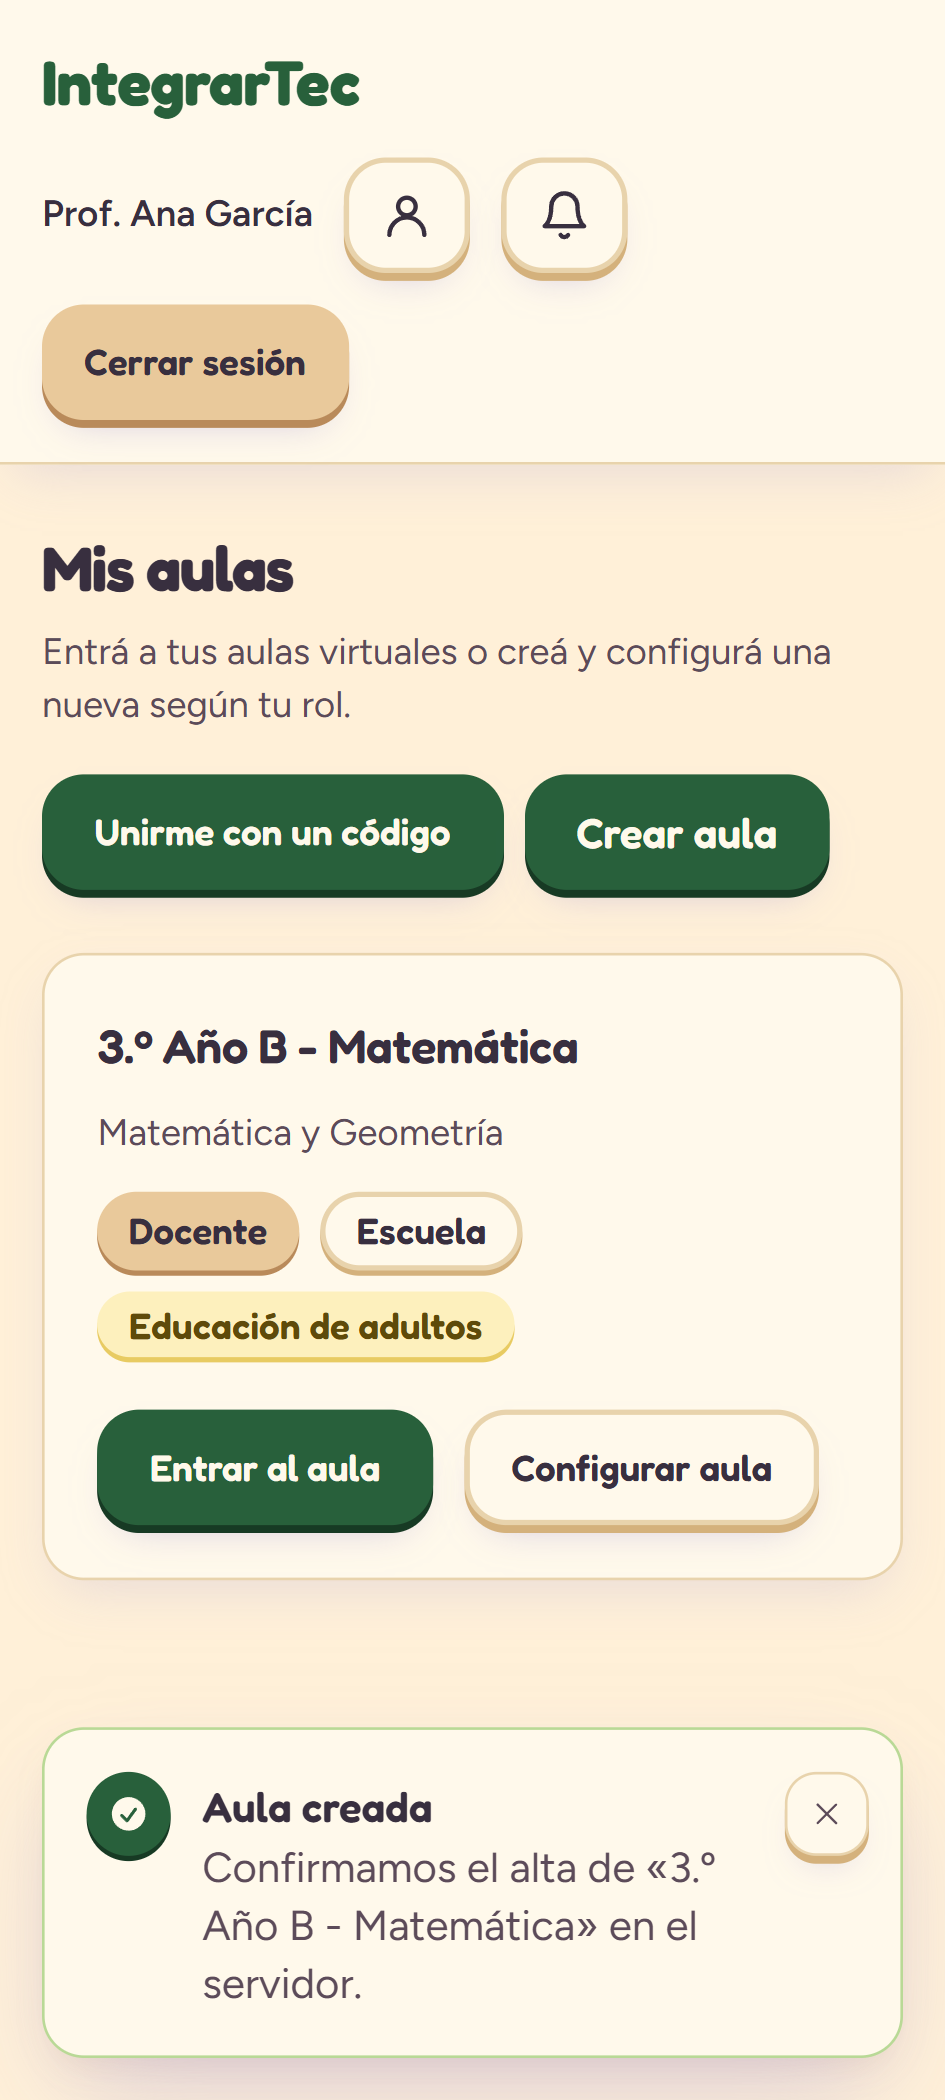 IntegrarTec
Prof. Ana García
Cerrar sesión
Mis aulas
Entrá a tus aulas virtuales o creá y configurá una
nueva según tu rol.
Unirme con un código
Crear aula
3.º Año B - Matemática
Matemática y Geometría
Docente
Escuela
Educación de adultos
Entrar al aula
Configurar aula
Aula creada
Confirmamos el alta de «3.º
Año B - Matemática» en el
servidor.